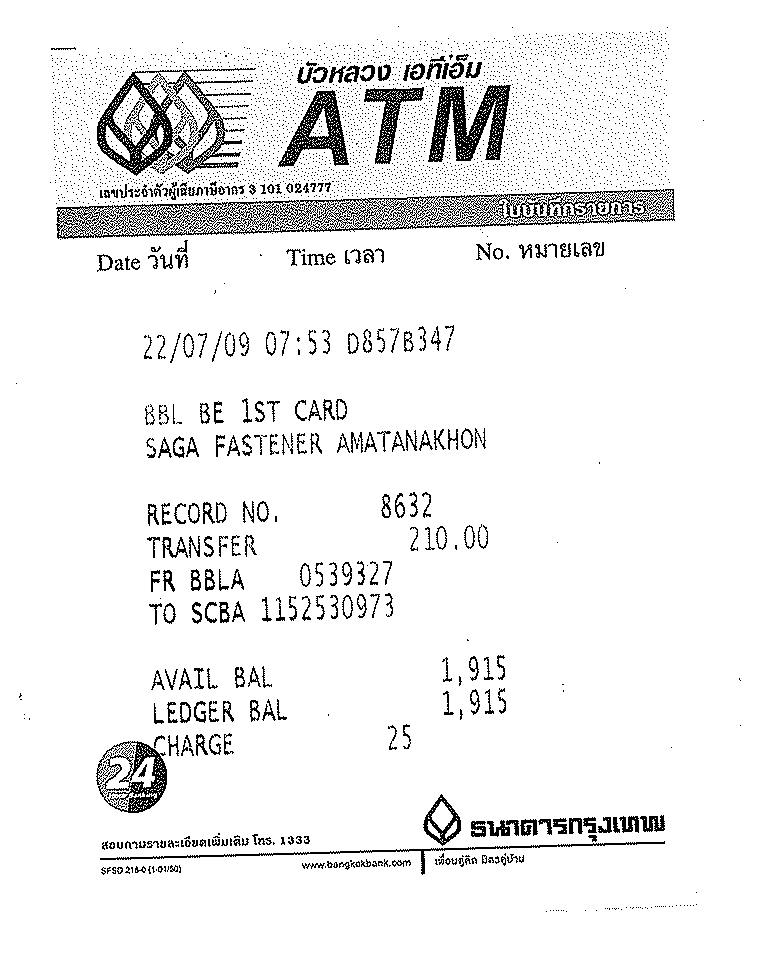 บัวหลวง เอทีเอ็ม
ATM
เลขประจำตัวผู้เสียภาษีอากร 3 101 024777
ใบบันทึกรายการ
Date วันที่ Time เวลา No. หมายเลข
22/07/09 07:53 D857B347
BBL BE 1ST CARD
SAGA FASTENER AMATANAKHON
RECORD NO. 8632
TRANSFER 210.00
FR BBLA 0539327
TO SCBA 1152530973
AVAIL BAL 1,915
LEDGER BAL 1,915
CHARGE 25
24
ธนาคารกรุงเทพ
สอบถามรายละเอียดเพิ่มเติม โทร. 1333
SFSO 216-0 (1-01/50) www.bangkokbank.com เพื่อนคู่คิด มิตรคู่บ้าน